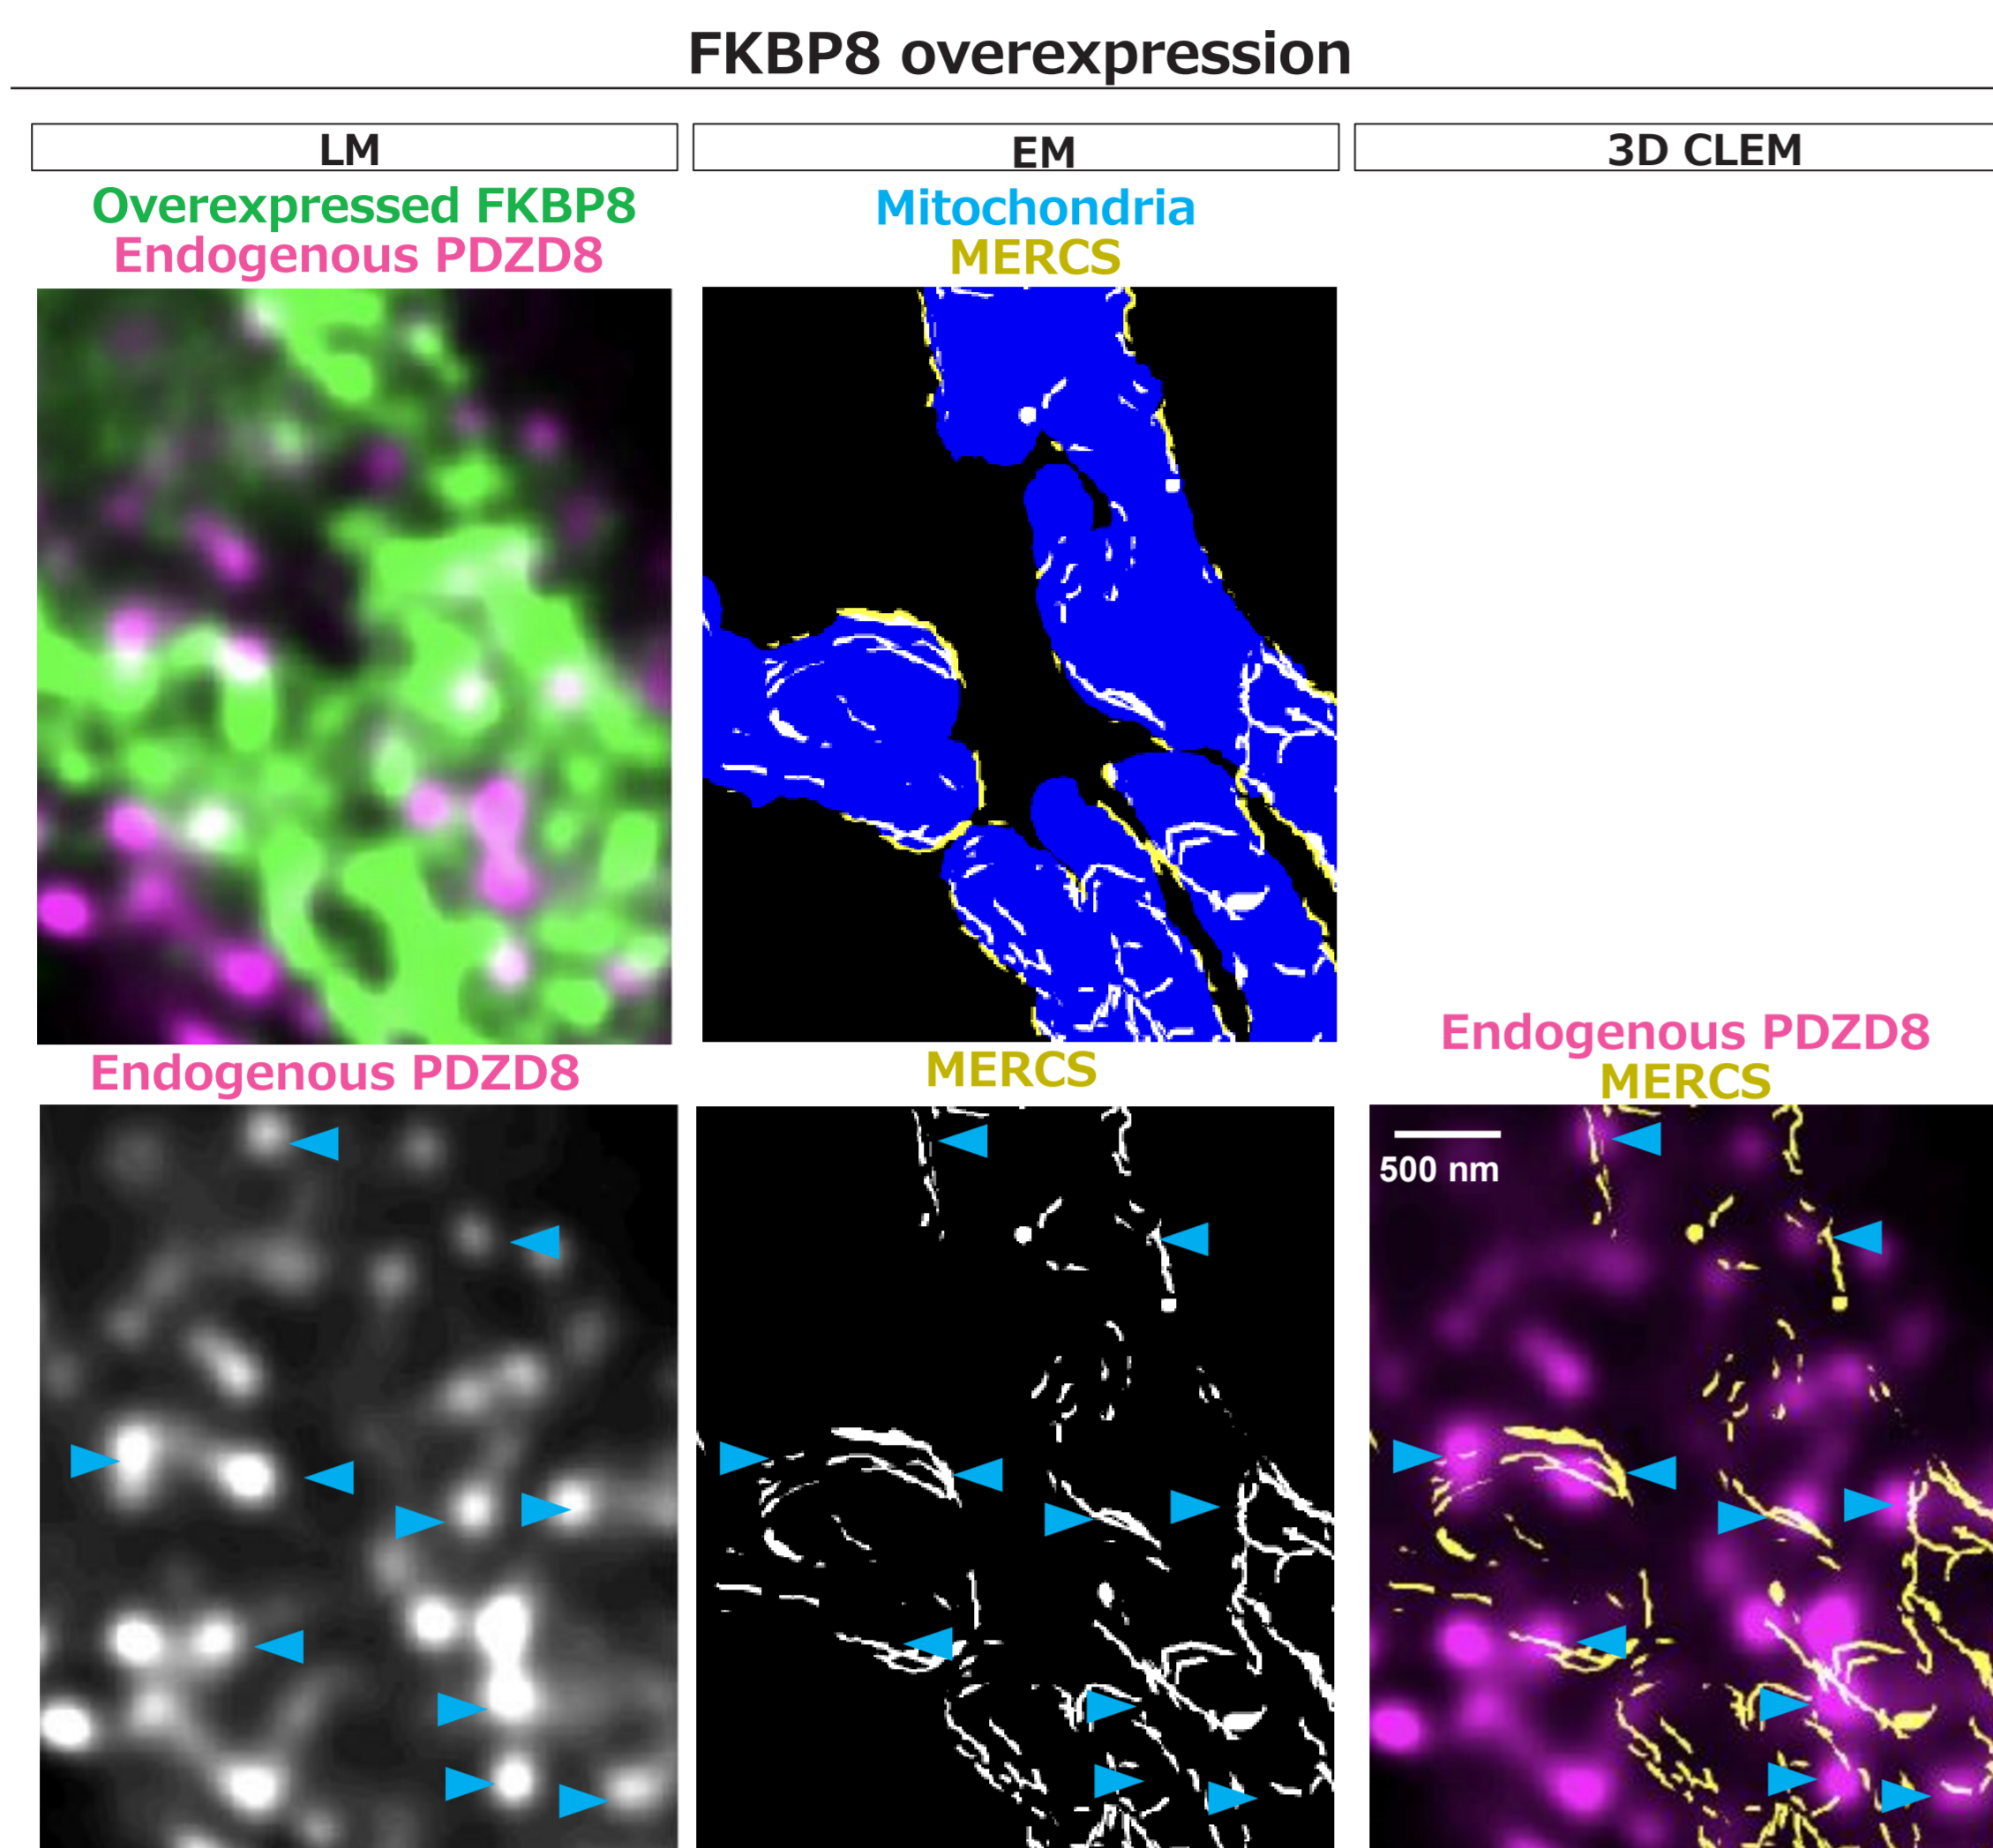 FKBP8 overexpression
LM
EM
3D CLEM
Overexpressed FKBP8
Endogenous PDZD8
Mitochondria
MERCS
Endogenous PDZD8
MERCS
Endogenous PDZD8
MERCS
500 nm